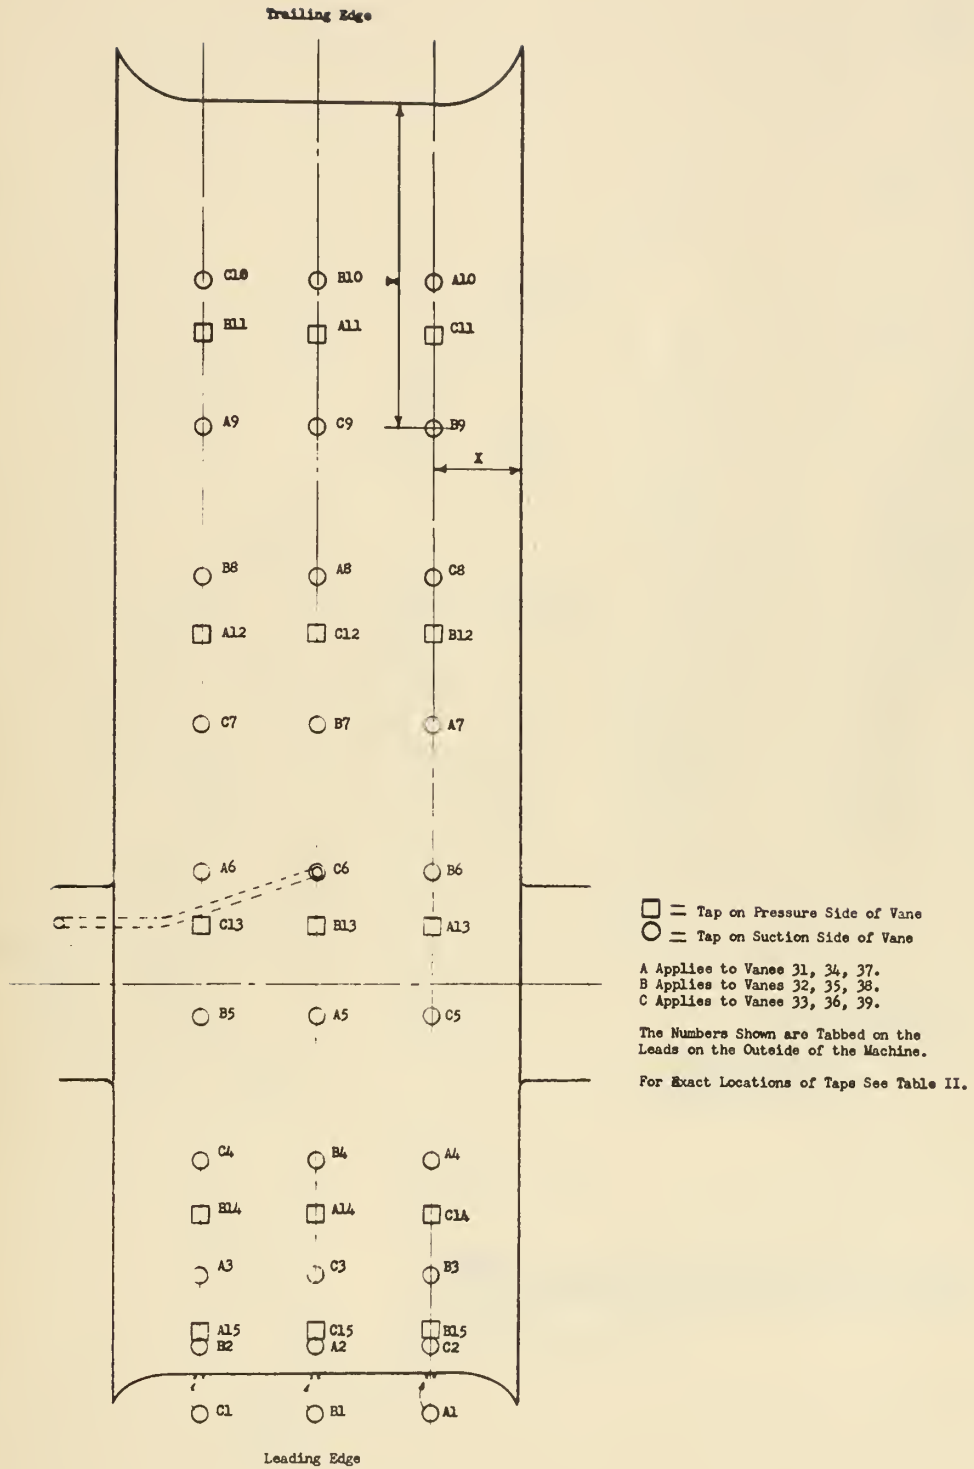 Trailing Edge
C10 B10 A10
B11 A11 C11
A9 C9 B9
X
B8 A8 C8
A12 C12 B12
C7 B7 A7
A6 C6 B6
C13 B13 A13
B5 A5 C5
C4 B4 A4
B14 A14 C14
A3 C3 B3
A15 C15 B15
B2 A2 C2
C1 B1 A1
Leading Edge
= Tap on Pressure Side of Vane
= Tap on Suction Side of Vane
A Applies to Vanes 31, 34, 37.
B Applies to Vanes 32, 35, 38.
C Applies to Vanes 33, 36, 39.
The Numbers Shown are Tabbed on the
Leads on the Outside of the Machine.
For Exact Locations of Taps See Table II.